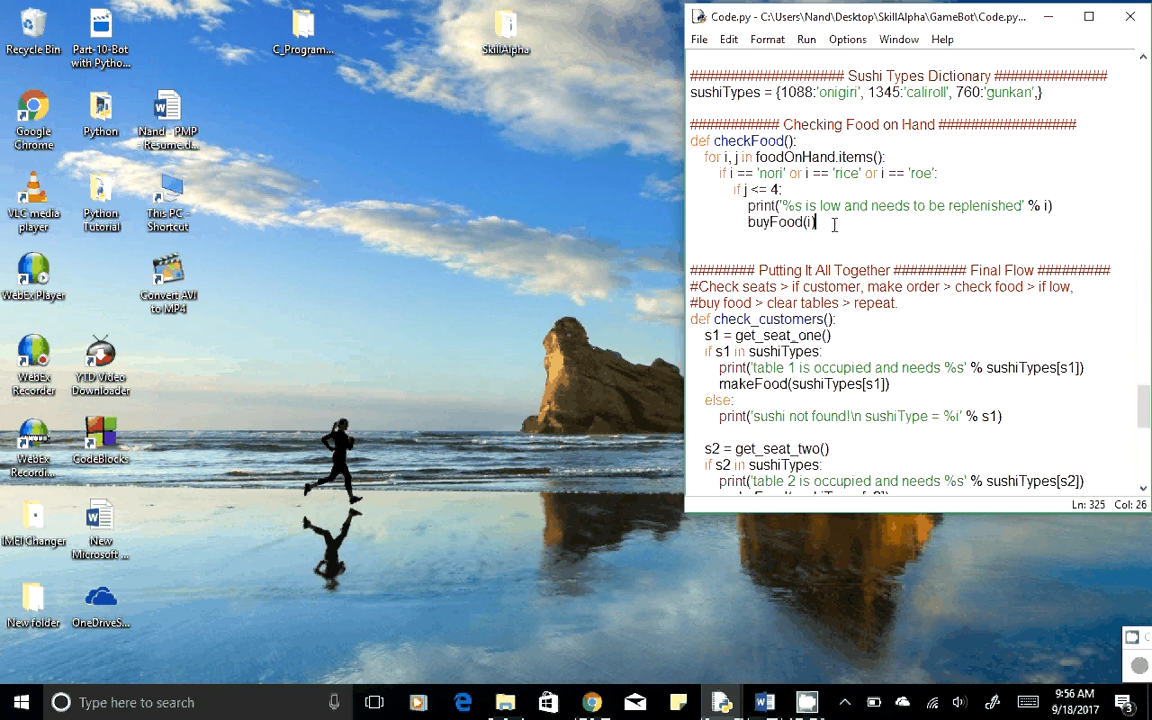 Recycle Bin
Part-10-Bot
with Pytho...
C_Program...
SkillAlpha
Google
Chrome
Python
Nand - PMP
- Resume.d...
VLC media
player
Python
Tutorial
This PC -
Shortcut
WebEx Player
Convert AVI
to MP4
WebEx
Recorder
YTD Video
Downloader
WebEx
Recordi...
CodeBlocks
IMEI Changer
New
Microsoft ...
New folder
OneDriveS...
Code.py - C:\Users\Nand\Desktop\SkillAlpha\GameBot\Code.py...
File Edit Format Run Options Window Help
#################### Sushi Types Dictionary ###############
sushiTypes = {1088:'onigiri', 1345:'caliroll', 760:'gunkan',}
############ Checking Food on Hand ##################
def checkFood():
for i, j in foodOnHand.items():
if i == 'nori' or i == 'rice' or i == 'roe':
if j <= 4:
print('%s is low and needs to be replenished' % i)
buyFood(i)
######## Putting It All Together ######### Final Flow #########
#Check seats > if customer, make order > check food > if low,
#buy food > clear tables > repeat.
def check_customers():
s1 = get_seat_one()
if s1 in sushiTypes:
print('table 1 is occupied and needs %s' % sushiTypes[s1])
makeFood(sushiTypes[s1])
else:
print('sushi not found!\n sushiType = %i' % s1)
s2 = get_seat_two()
if s2 in sushiTypes:
print('table 2 is occupied and needs %s' % sushiTypes[s2])
Ln: 325 Col: 26
Type here to search
9:56 AM
9/18/2017
3